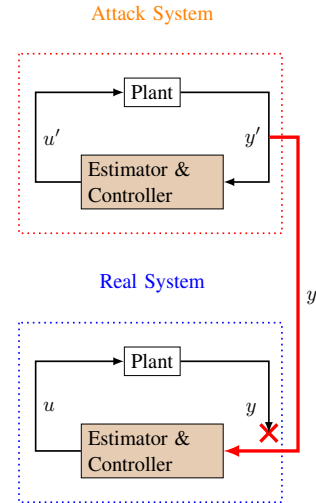 Attack System
Plant
u′
y′
Estimator &
Controller
Real System
y
Plant
u
y
Estimator &
Controller